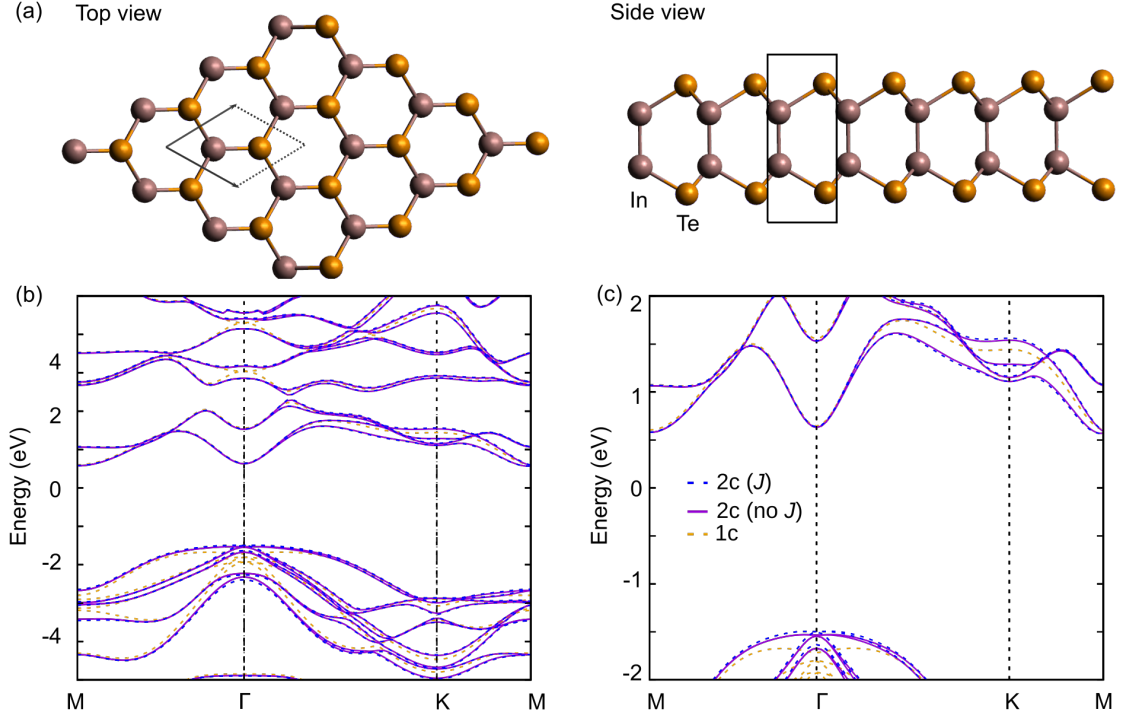 (a)
Top view
Side view
In
Te
(b)
Energy (eV)
4
2
0
-2
-4
M
Γ
K
M
(c)
Energy (eV)
2
1
0
-1
-2
2c (J)
2c (no J)
1c
M
Γ
K
M